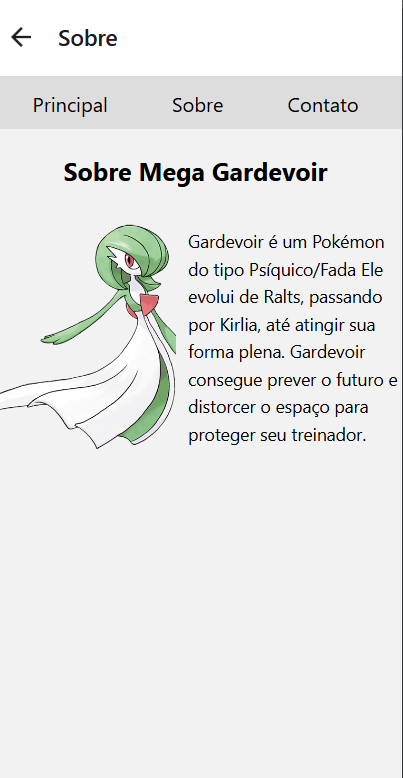 Sobre
Principal Sobre Contato
Sobre Mega Gardevoir
Gardevoir é um Pokémon
do tipo Psíquico/Fada Ele
evolui de Ralts, passando
por Kirlia, até atingir sua
forma plena. Gardevoir
consegue prever o futuro e
distorcer o espaço para
proteger seu treinador.